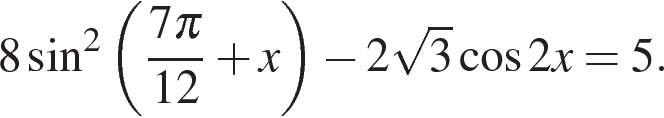 8 sin² (7π/12 + x) − 2√3 cos 2x = 5.